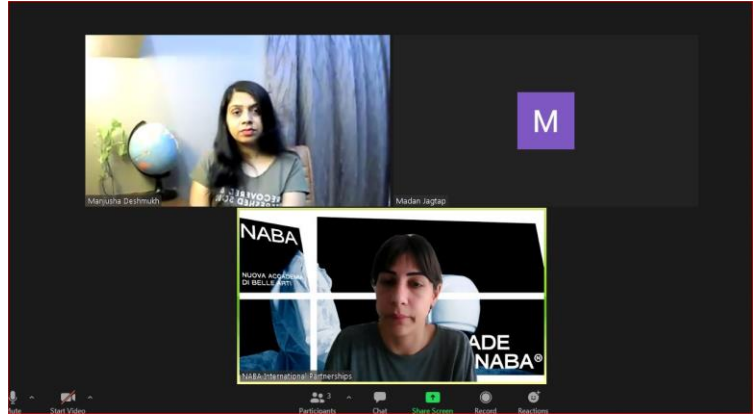 M
Manjusha Deshmukh
Madan Jagtap
NABA
NUOVA ACCADEMIA
DI BELLE ARTI
ADE
NABA®
NABA International Partnerships
3
ute
Start Video
Participants
Chat
Share Screen
Record
Reactions